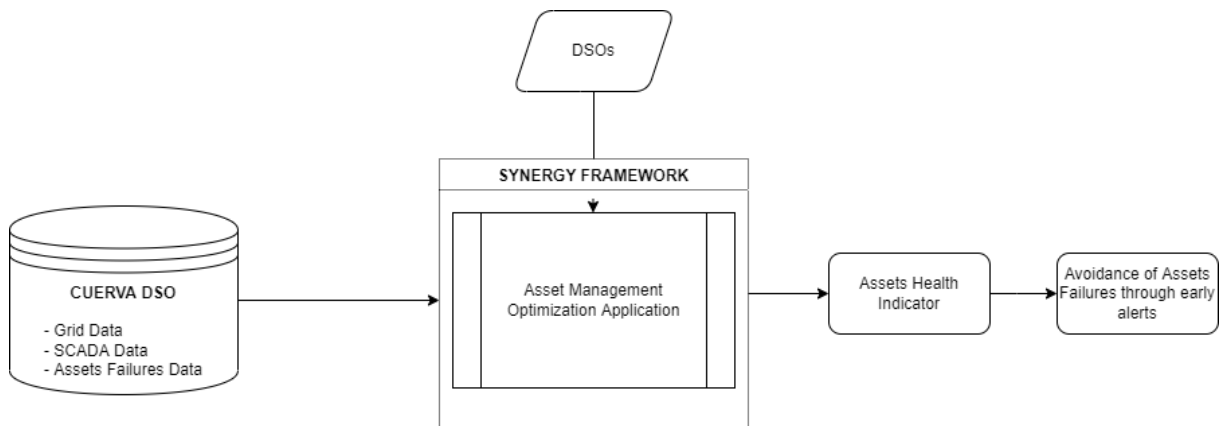 DSOs
SYNERGY FRAMEWORK
CUERVA DSO
- Grid Data
- SCADA Data
- Assets Failures Data
Asset Management
Optimization Application
Assets Health
Indicator
Avoidance of Assets
Failures through early
alerts